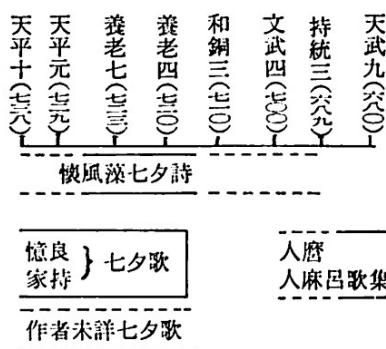 天武九(六八〇)
持統三(六八九)
文武四(七〇〇)
和銅三(七一〇)
養老四(七二〇)
養老七(七二三)
天平元(七二九)
天平十(七三八)
懐風藻七夕詩
人麿
人麻呂歌集
憶良
家持
七夕歌
作者未詳七夕歌